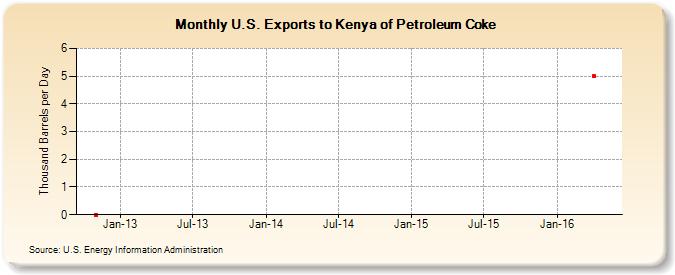 Monthly U.S. Exports to Kenya of Petroleum Coke
Thousand Barrels per Day
6
5
4
3
2
1
0
Jan-13 Jul-13 Jan-14 Jul-14 Jan-15 Jul-15 Jan-16
Source: U.S. Energy Information Administration